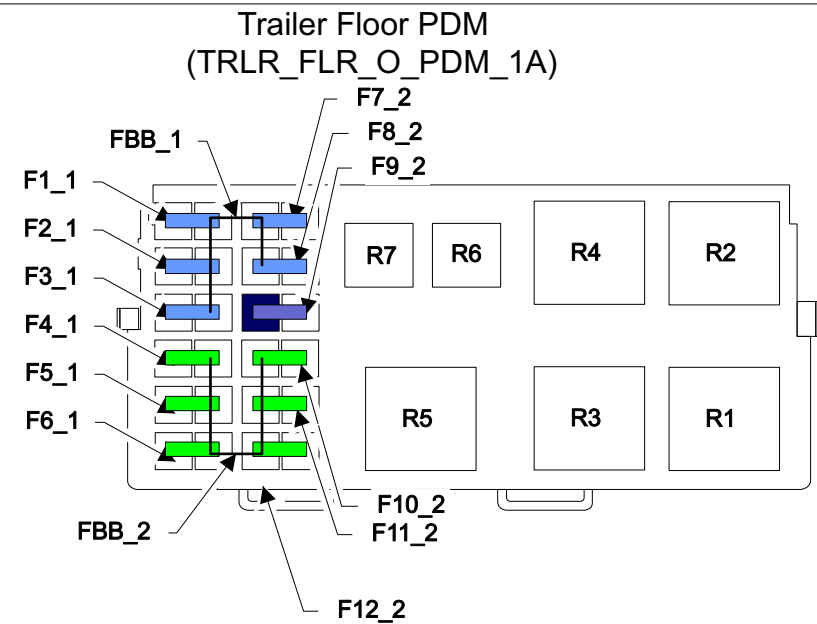 Trailer Floor PDM
(TRLR_FLR_O_PDM_1A)
F7_2
FBB_1
F8_2
F9_2
F1_1
F2_1
F3_1
F4_1
F5_1
F6_1
R7
R6
R4
R2
R5
R3
R1
FBB_2
F10_2
F11_2
F12_2